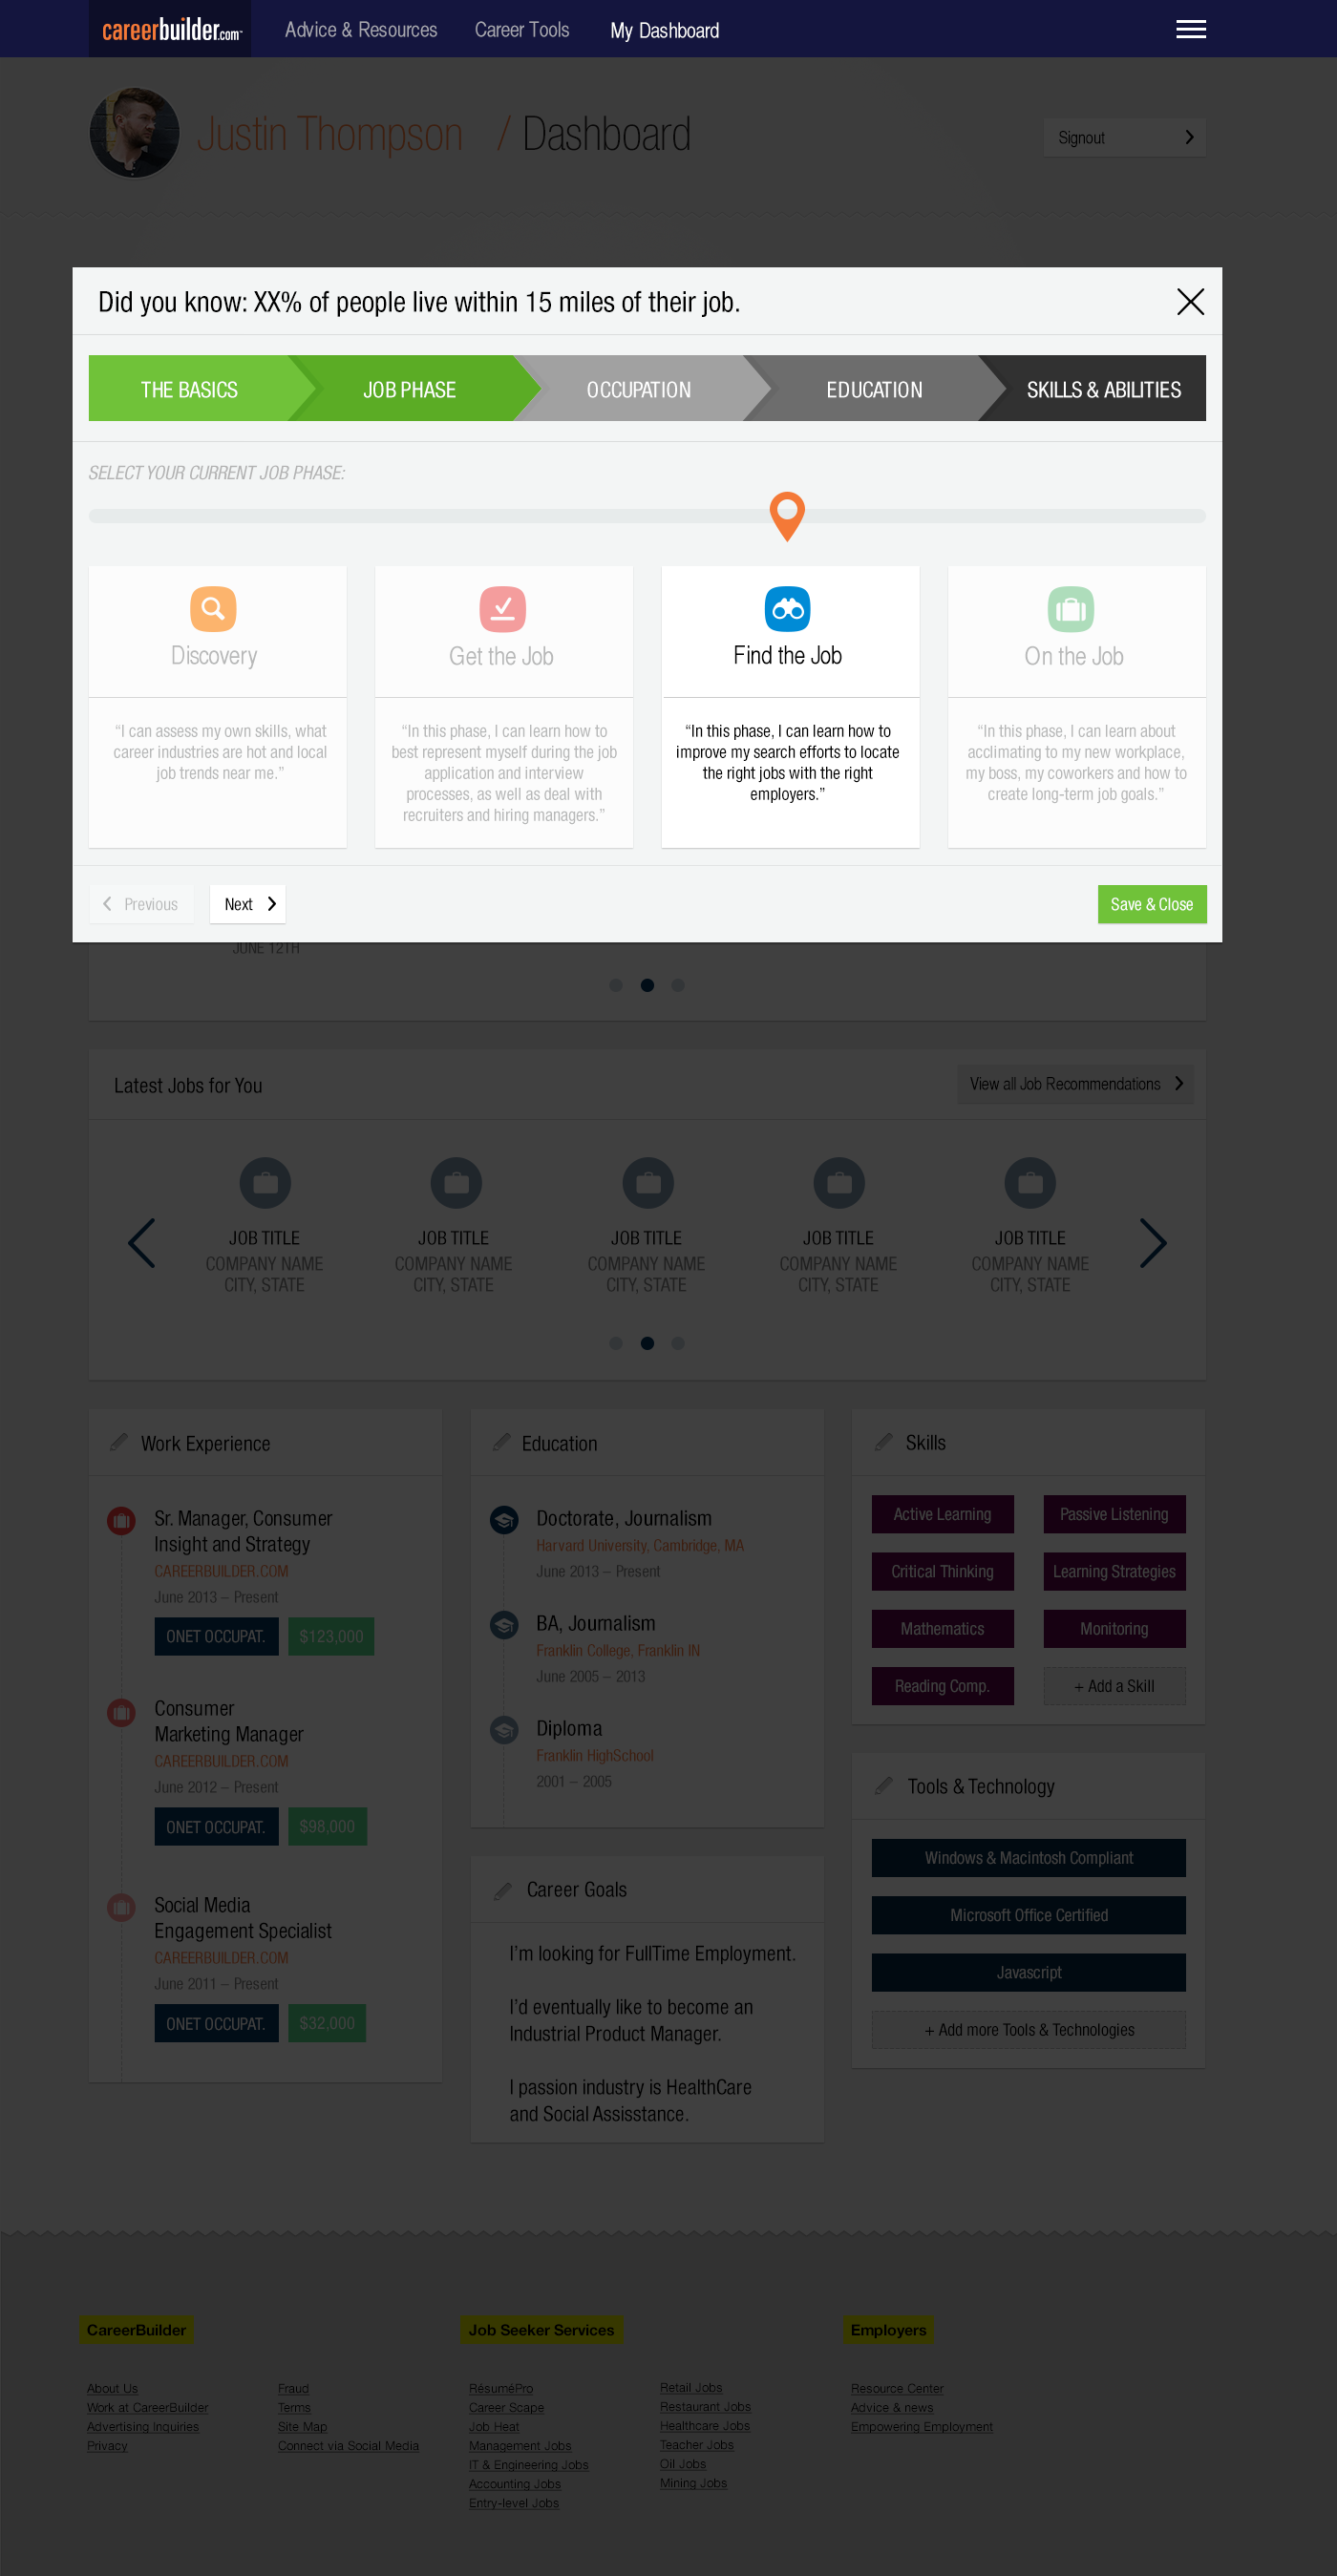 careerbuilder.com
Advice & Resources
Career Tools
My Dashboard
Justin Thompson / Dashboard
Signout
Did you know: XX% of people live within 15 miles of their job.
THE BASICS
JOB PHASE
OCCUPATION
EDUCATION
SKILLS & ABILITIES
SELECT YOUR CURRENT JOB PHASE:
Discovery
“I can assess my own skills, what
career industries are hot and local
job trends near me.”
Get the Job
“In this phase, I can learn how to
best represent myself during the job
application and interview
processes, as well as deal with
recruiters and hiring managers.”
Find the Job
“In this phase, I can learn how to
improve my search efforts to locate
the right jobs with the right
employers.”
On the Job
“In this phase, I can learn about
acclimating to my new workplace,
my boss, my coworkers and how to
create long-term job goals.”
Previous
Next
Save & Close
JUNE 12TH
Latest Jobs for You
View all Job Recommendations
JOB TITLE
COMPANY NAME
CITY, STATE
JOB TITLE
COMPANY NAME
CITY, STATE
JOB TITLE
COMPANY NAME
CITY, STATE
JOB TITLE
COMPANY NAME
CITY, STATE
JOB TITLE
COMPANY NAME
CITY, STATE
Work Experience
Sr. Manager, Consumer
Insight and Strategy
CAREERBUILDER.COM
June 2013 – Present
ONET OCCUPAT.
$123,000
Consumer
Marketing Manager
CAREERBUILDER.COM
June 2012 – Present
ONET OCCUPAT.
$98,000
Social Media
Engagement Specialist
CAREERBUILDER.COM
June 2011 – Present
ONET OCCUPAT.
$32,000
Education
Doctorate, Journalism
Harvard University, Cambridge, MA
June 2013 – Present
BA, Journalism
Franklin College, Franklin IN
June 2005 – 2013
Diploma
Franklin HighSchool
2001 – 2005
Career Goals
I’m looking for FullTime Employment.
I’d eventually like to become an
Industrial Product Manager.
I passion industry is HealthCare
and Social Assisstance.
Skills
Active Learning
Passive Listening
Critical Thinking
Learning Strategies
Mathematics
Monitoring
Reading Comp.
+ Add a Skill
Tools & Technology
Windows & Macintosh Compliant
Microsoft Office Certified
Javascript
+ Add more Tools & Technologies
CareerBuilder
About Us
Work at CareerBuilder
Advertising Inquiries
Privacy
Fraud
Terms
Site Map
Connect via Social Media
Job Seeker Services
RésuméPro
Career Scape
Job Heat
Management Jobs
IT & Engineering Jobs
Accounting Jobs
Entry-level Jobs
Retail Jobs
Restaurant Jobs
Healthcare Jobs
Teacher Jobs
Oil Jobs
Mining Jobs
Employers
Resource Center
Advice & news
Empowering Employment